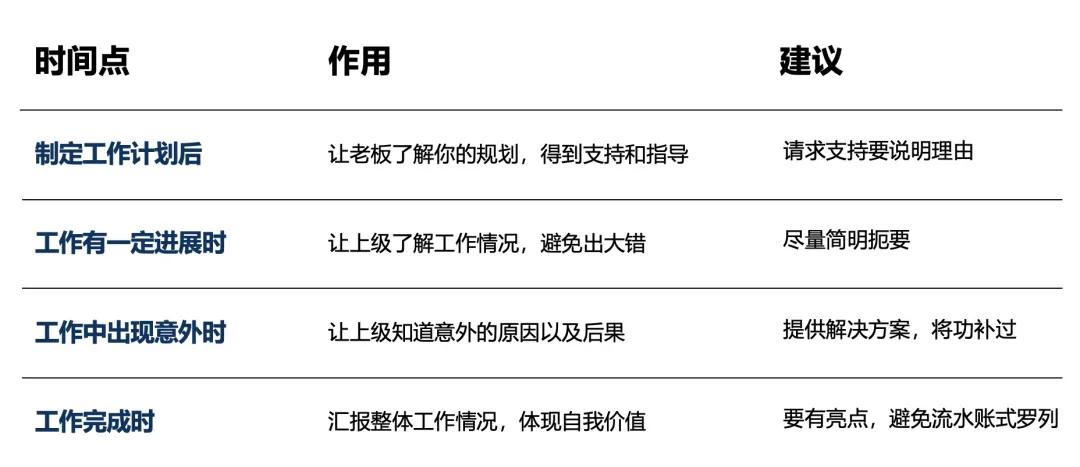 时间点 作用 建议
制定工作计划后 让老板了解你的规划，得到支持和指导 请求支持要说明理由
工作有一定进展时 让上级了解工作情况，避免出大错 尽量简明扼要
工作中出现意外时 让上级知道意外的原因以及后果 提供解决方案，将功补过
工作完成时 汇报整体工作情况，体现自我价值 要有亮点，避免流水账式罗列